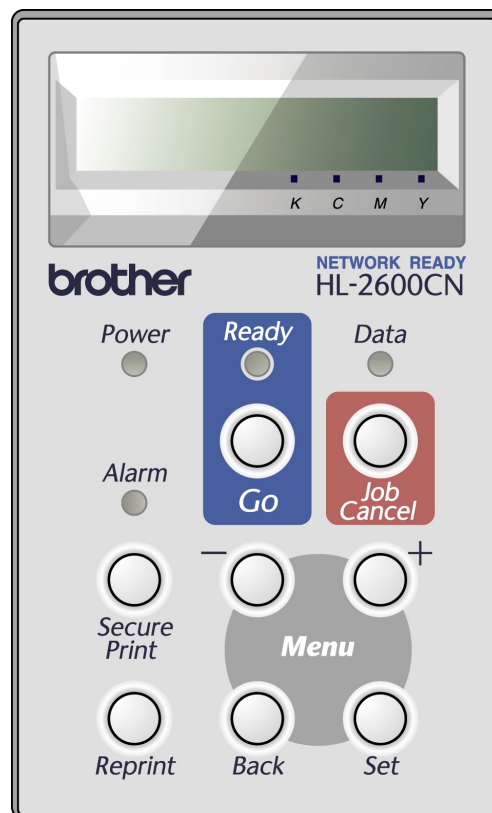 K C M Y
brother
NETWORK READY
HL-2600CN
Power
Ready
Data
Alarm
Go
Job
Cancel
−
+
Secure
Print
Menu
Reprint
Back
Set